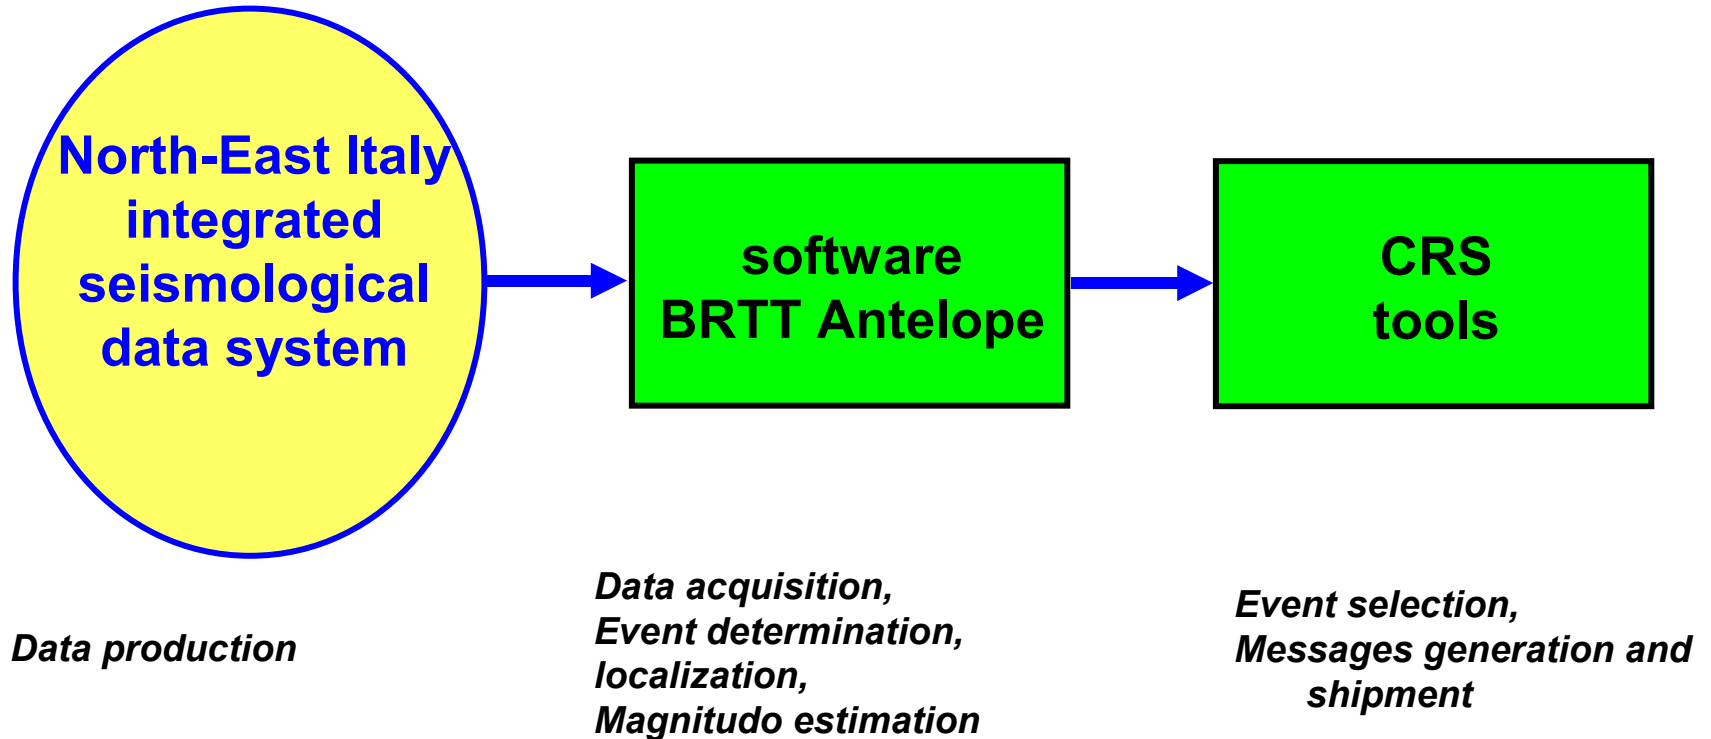 North-East Italy
integrated
seismological
data system
software
BRTT Antelope
CRS
tools
Data production
Data acquisition,
Event determination,
localization,
Magnitudo estimation
Event selection,
Messages generation and
shipment